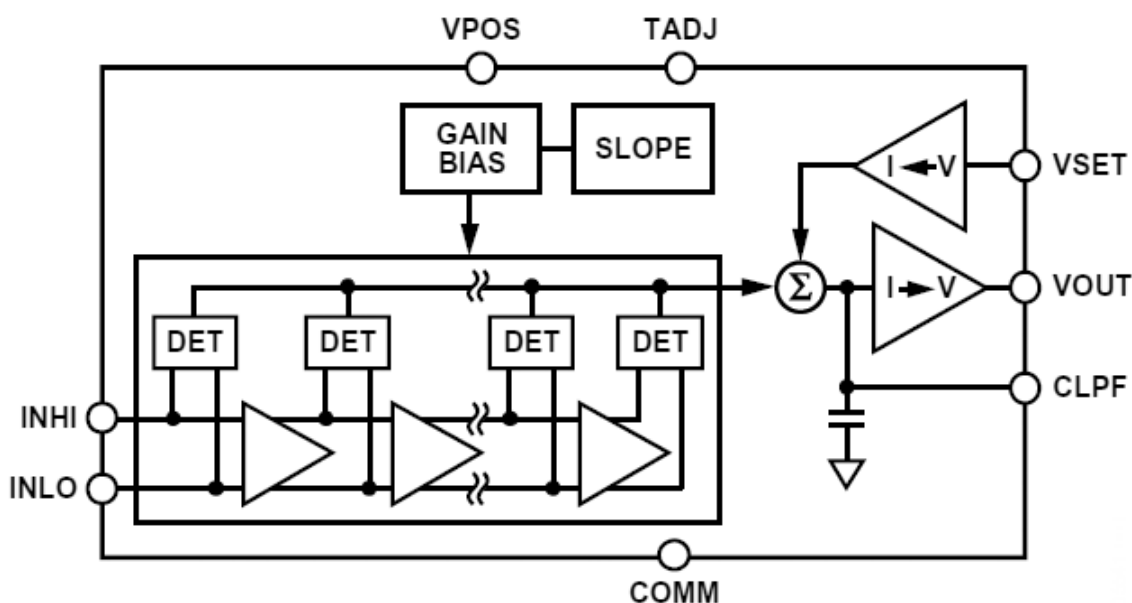 VPOS TADJ
GAIN
BIAS
SLOPE
I V
VSET
Σ
I V
VOUT
DET DET DET DET
CLPF
INHI
INLO
COMM